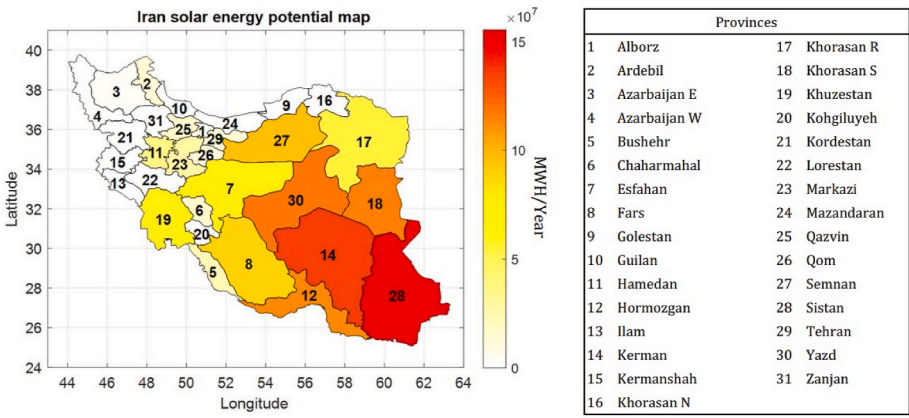 Iran solar energy potential map
×10⁷
40
38
36
34
32
30
28
26
24
44 46 48 50 52 54 56 58 60 62 64
Latitude
Longitude
15
10
5
0
MWH/Year
2
3
10
4
31
25
1
24
29
9
16
21
11
26
23
27
17
15
13
22
7
6
19
20
30
18
5
8
14
12
28
Provinces
1 Alborz 17 Khorasan R
2 Ardebil 18 Khorasan S
3 Azarbaijan E 19 Khuzestan
4 Azarbaijan W 20 Kohgiluyeh
5 Bushehr 21 Kordestan
6 Chaharmahal 22 Lorestan
7 Esfahan 23 Markazi
8 Fars 24 Mazandaran
9 Golestan 25 Qazvin
10 Guilan 26 Qom
11 Hamedan 27 Semnan
12 Hormozgan 28 Sistan
13 Ilam 29 Tehran
14 Kerman 30 Yazd
15 Kermanshah 31 Zanjan
16 Khorasan N